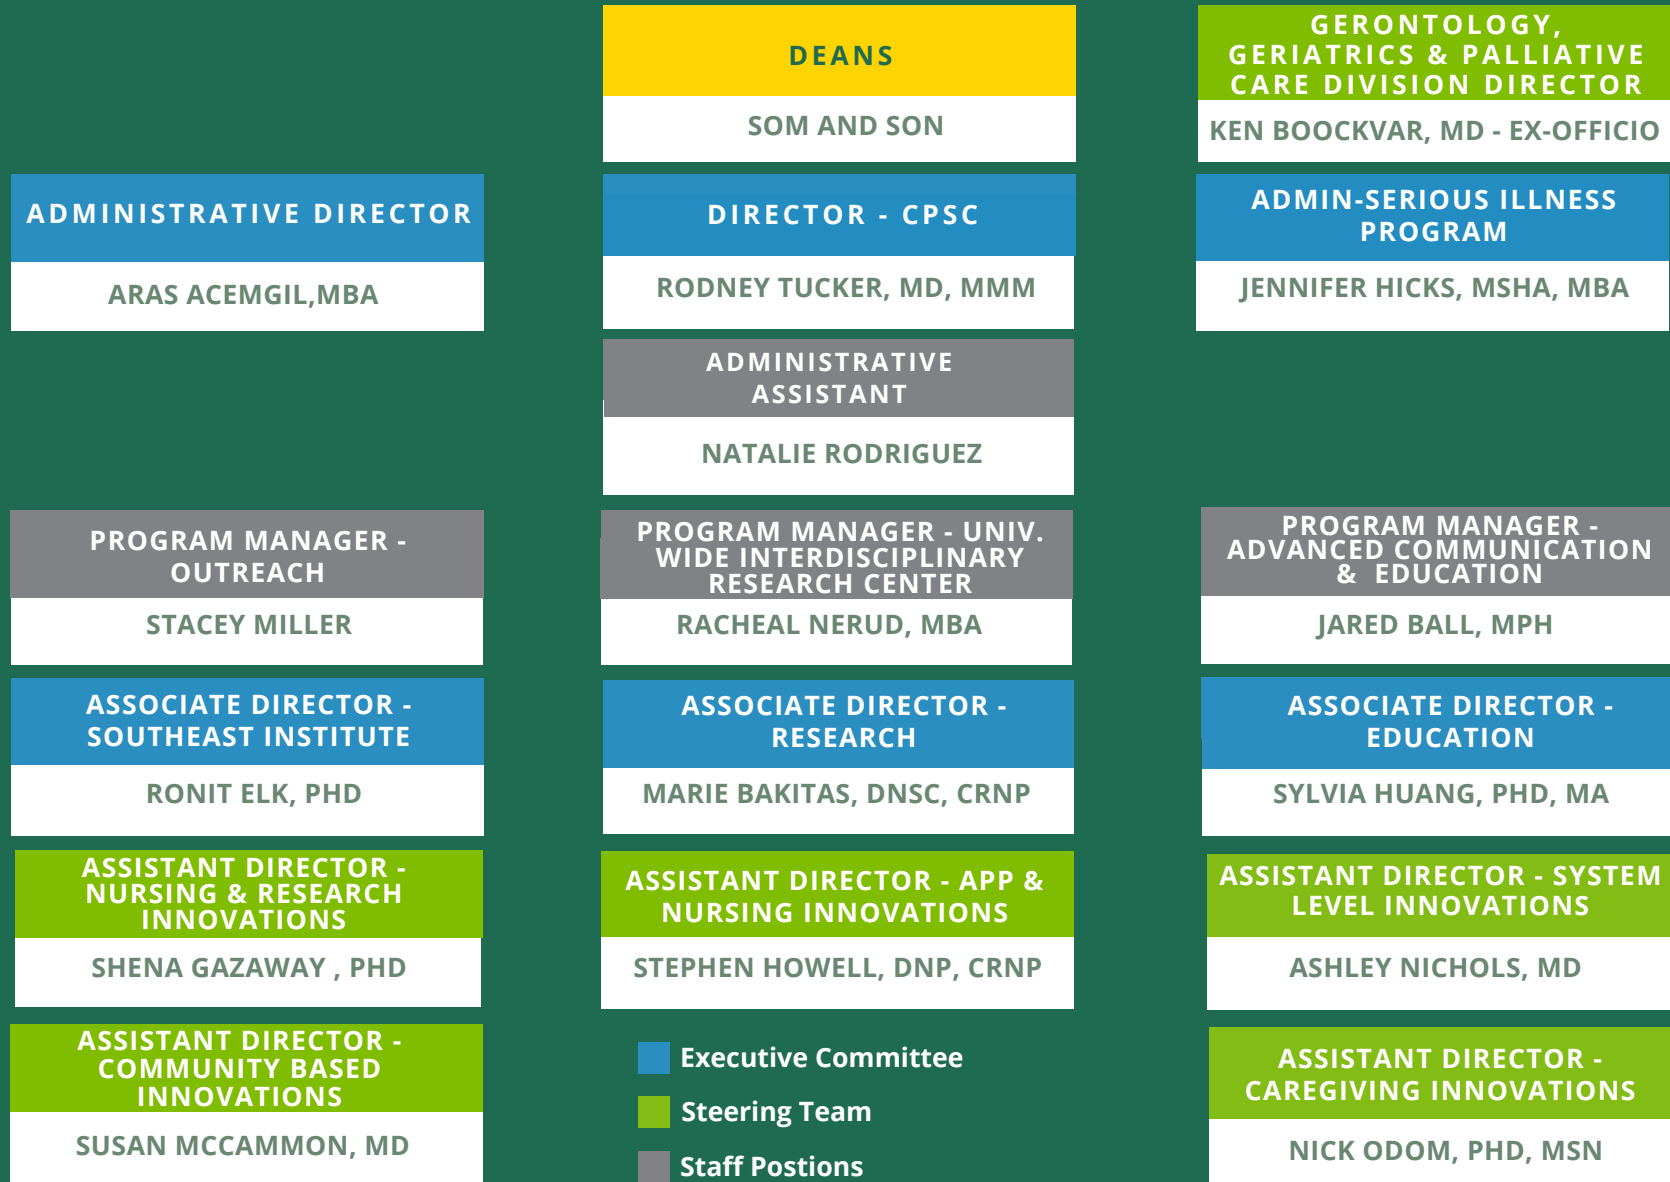 DEANS
SOM AND SON
GERONTOLOGY,
GERIATRICS & PALLIATIVE
CARE DIVISION DIRECTOR
KEN BOOCKVAR, MD - EX-OFFICIO
ADMINISTRATIVE DIRECTOR
ARAS ACEMGIL,MBA
DIRECTOR - CPSC
RODNEY TUCKER, MD, MMM
ADMIN-SERIOUS ILLNESS
PROGRAM
JENNIFER HICKS, MSHA, MBA
ADMINISTRATIVE
ASSISTANT
NATALIE RODRIGUEZ
PROGRAM MANAGER -
OUTREACH
STACEY MILLER
PROGRAM MANAGER - UNIV.
WIDE INTERDISCIPLINARY
RESEARCH CENTER
RACHEAL NERUD, MBA
PROGRAM MANAGER -
ADVANCED COMMUNICATION
& EDUCATION
JARED BALL, MPH
ASSOCIATE DIRECTOR -
SOUTHEAST INSTITUTE
RONIT ELK, PHD
ASSOCIATE DIRECTOR -
RESEARCH
MARIE BAKITAS, DNSC, CRNP
ASSOCIATE DIRECTOR -
EDUCATION
SYLVIA HUANG, PHD, MA
ASSISTANT DIRECTOR -
NURSING & RESEARCH
INNOVATIONS
SHENA GAZAWAY , PHD
ASSISTANT DIRECTOR - APP &
NURSING INNOVATIONS
STEPHEN HOWELL, DNP, CRNP
ASSISTANT DIRECTOR - SYSTEM
LEVEL INNOVATIONS
ASHLEY NICHOLS, MD
ASSISTANT DIRECTOR -
COMMUNITY BASED
INNOVATIONS
SUSAN MCCAMMON, MD
Executive Committee
Steering Team
Staff Postions
ASSISTANT DIRECTOR -
CAREGIVING INNOVATIONS
NICK ODOM, PHD, MSN